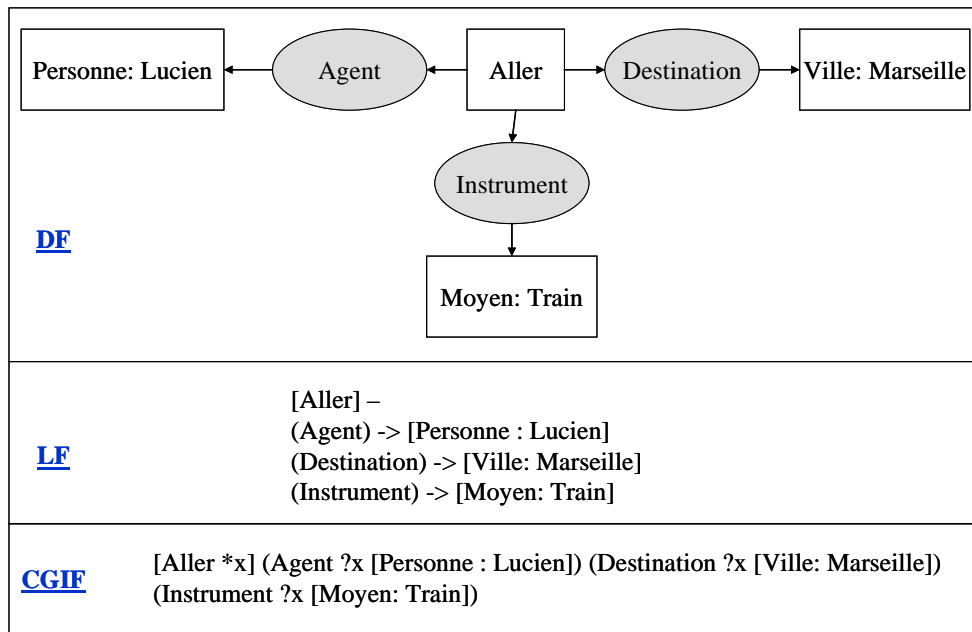 Personne: Lucien Agent Aller Destination Ville: Marseille
Instrument
DF
Moyen: Train
[Aller] –
(Agent) -> [Personne : Lucien]
LF
(Destination) -> [Ville: Marseille]
(Instrument) -> [Moyen: Train]
CGIF
[Aller *x] (Agent ?x [Personne : Lucien]) (Destination ?x [Ville: Marseille])
(Instrument ?x [Moyen: Train])